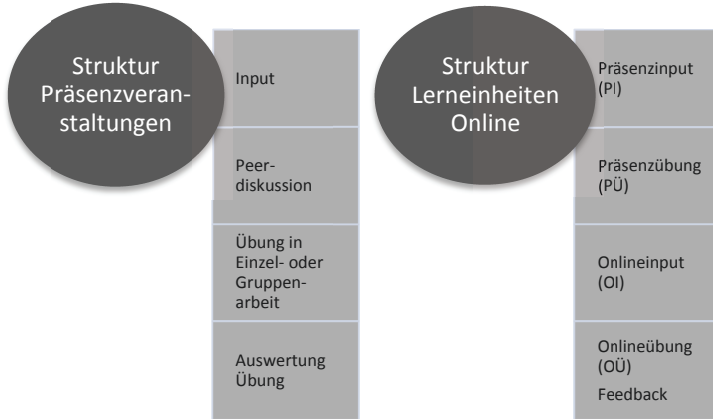 Struktur
Präsenzveran-
staltungen
Input
Peer-
diskussion
Übung in
Einzel- oder
Gruppen-
arbeit
Auswertung
Übung
Struktur
Lerneinheiten
Online
Präsenzinput
(PI)
Präsenzübung
(PÜ)
Onlineinput
(OI)
Onlineübung
(OÜ)
Feedback